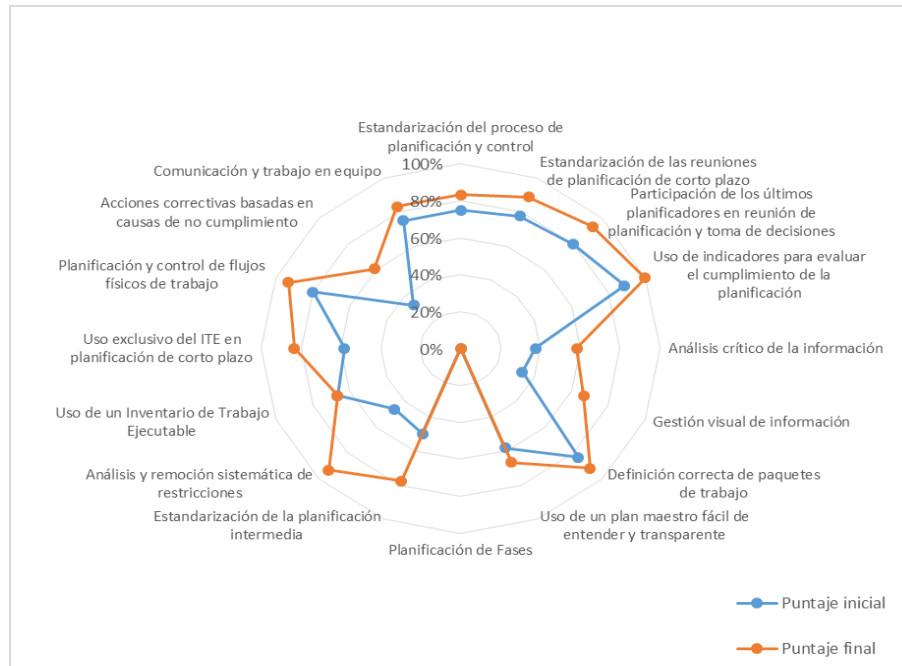 Estandarización del proceso de
planificación y control
100%
80%
60%
40%
20%
0%
Estandarización de las reuniones
de planificación de corto plazo
Participación de los últimos
planificadores en reunión de
planificación y toma de decisiones
Uso de indicadores para evaluar
el cumplimiento de la
planificación
Análisis crítico de la información
Gestión visual de información
Definición correcta de paquetes
de trabajo
Uso de un plan maestro fácil de
entender y transparente
Planificación de Fases
Estandarización de la planificación
intermedia
Análisis y remoción sistemática de
restricciones
Uso de un Inventario de Trabajo
Ejecutable
Uso exclusivo del ITE en
planificación de corto plazo
Planificación y control de flujos
físicos de trabajo
Acciones correctivas basadas en
causas de no cumplimiento
Comunicación y trabajo en equipo
Puntaje inicial
Puntaje final